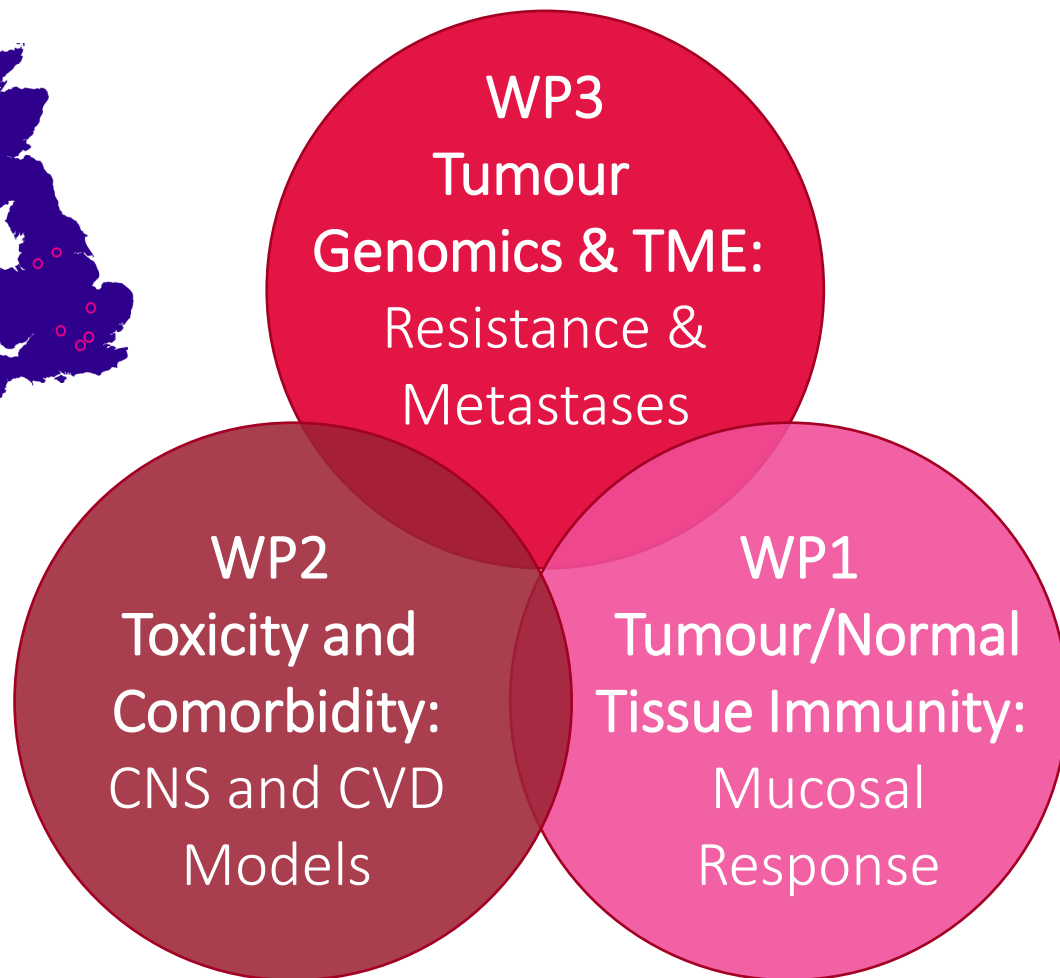 WP3
Tumour
Genomics & TME:
Resistance &
Metastases
WP2
Toxicity and
Comorbidity:
CNS and CVD
Models
WP1
Tumour/Normal
Tissue Immunity:
Mucosal
Response